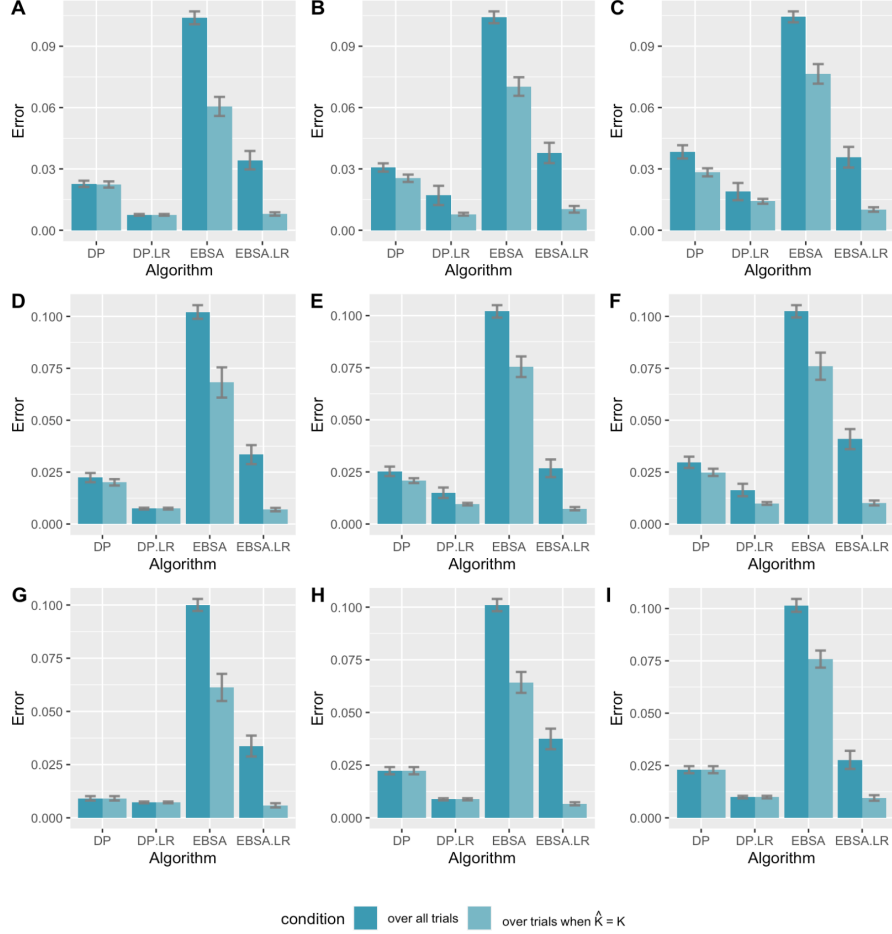 A
0.09
0.06
0.03
0.00
Error
DP DP.LR EBSA EBSA.LR
Algorithm
B
0.09
0.06
0.03
0.00
Error
DP DP.LR EBSA EBSA.LR
Algorithm
C
0.09
0.06
0.03
0.00
Error
DP DP.LR EBSA EBSA.LR
Algorithm
D
0.100
0.075
0.050
0.025
0.000
Error
DP DP.LR EBSA EBSA.LR
Algorithm
E
0.100
0.075
0.050
0.025
0.000
Error
DP DP.LR EBSA EBSA.LR
Algorithm
F
0.100
0.075
0.050
0.025
0.000
Error
DP DP.LR EBSA EBSA.LR
Algorithm
G
0.100
0.075
0.050
0.025
0.000
Error
DP DP.LR EBSA EBSA.LR
Algorithm
H
0.100
0.075
0.050
0.025
0.000
Error
DP DP.LR EBSA EBSA.LR
Algorithm
I
0.100
0.075
0.050
0.025
0.000
Error
DP DP.LR EBSA EBSA.LR
Algorithm
condition over all trials over trials when K̂ = K